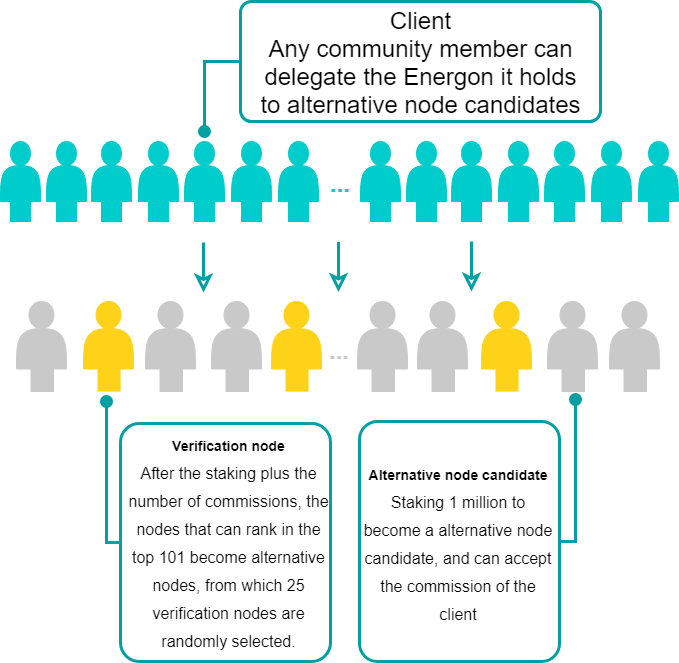 Client
Any community member can
delegate the Energon it holds
to alternative node candidates
...
...
Verification node
After the staking plus the
number of commissions, the
nodes that can rank in the
top 101 become alternative
nodes, from which 25
verification nodes are
randomly selected.
Alternative node candidate
Staking 1 million to
become a alternative node
candidate, and can accept
the commission of the
client